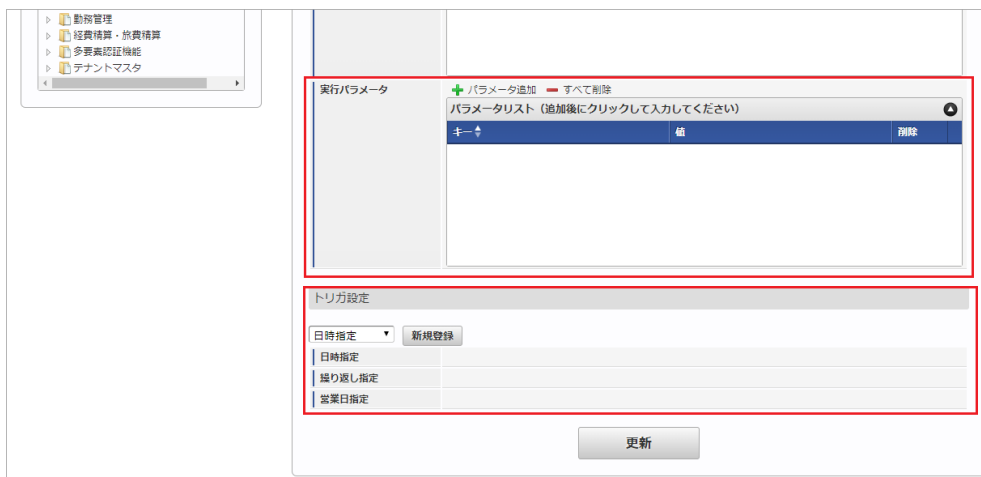 勤務管理
経費精算・旅費精算
多要素認証機能
テナントマスタ
実行パラメータ
パラメータ追加 すべて削除
パラメータリスト（追加後にクリックして入力してください）
キー 値 削除
トリガ設定
日時指定 新規登録
日時指定
繰り返し指定
営業日指定
更新